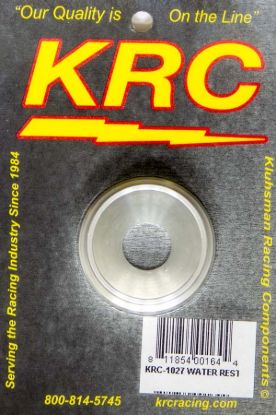 "Our Quality is On the Line"
KRC
Serving the Racing Industry Since 1984
Kluhsman Racing Components
8 11854 00164 4
KRC-1027 WATER REST
800-814-5745
krcracing.com